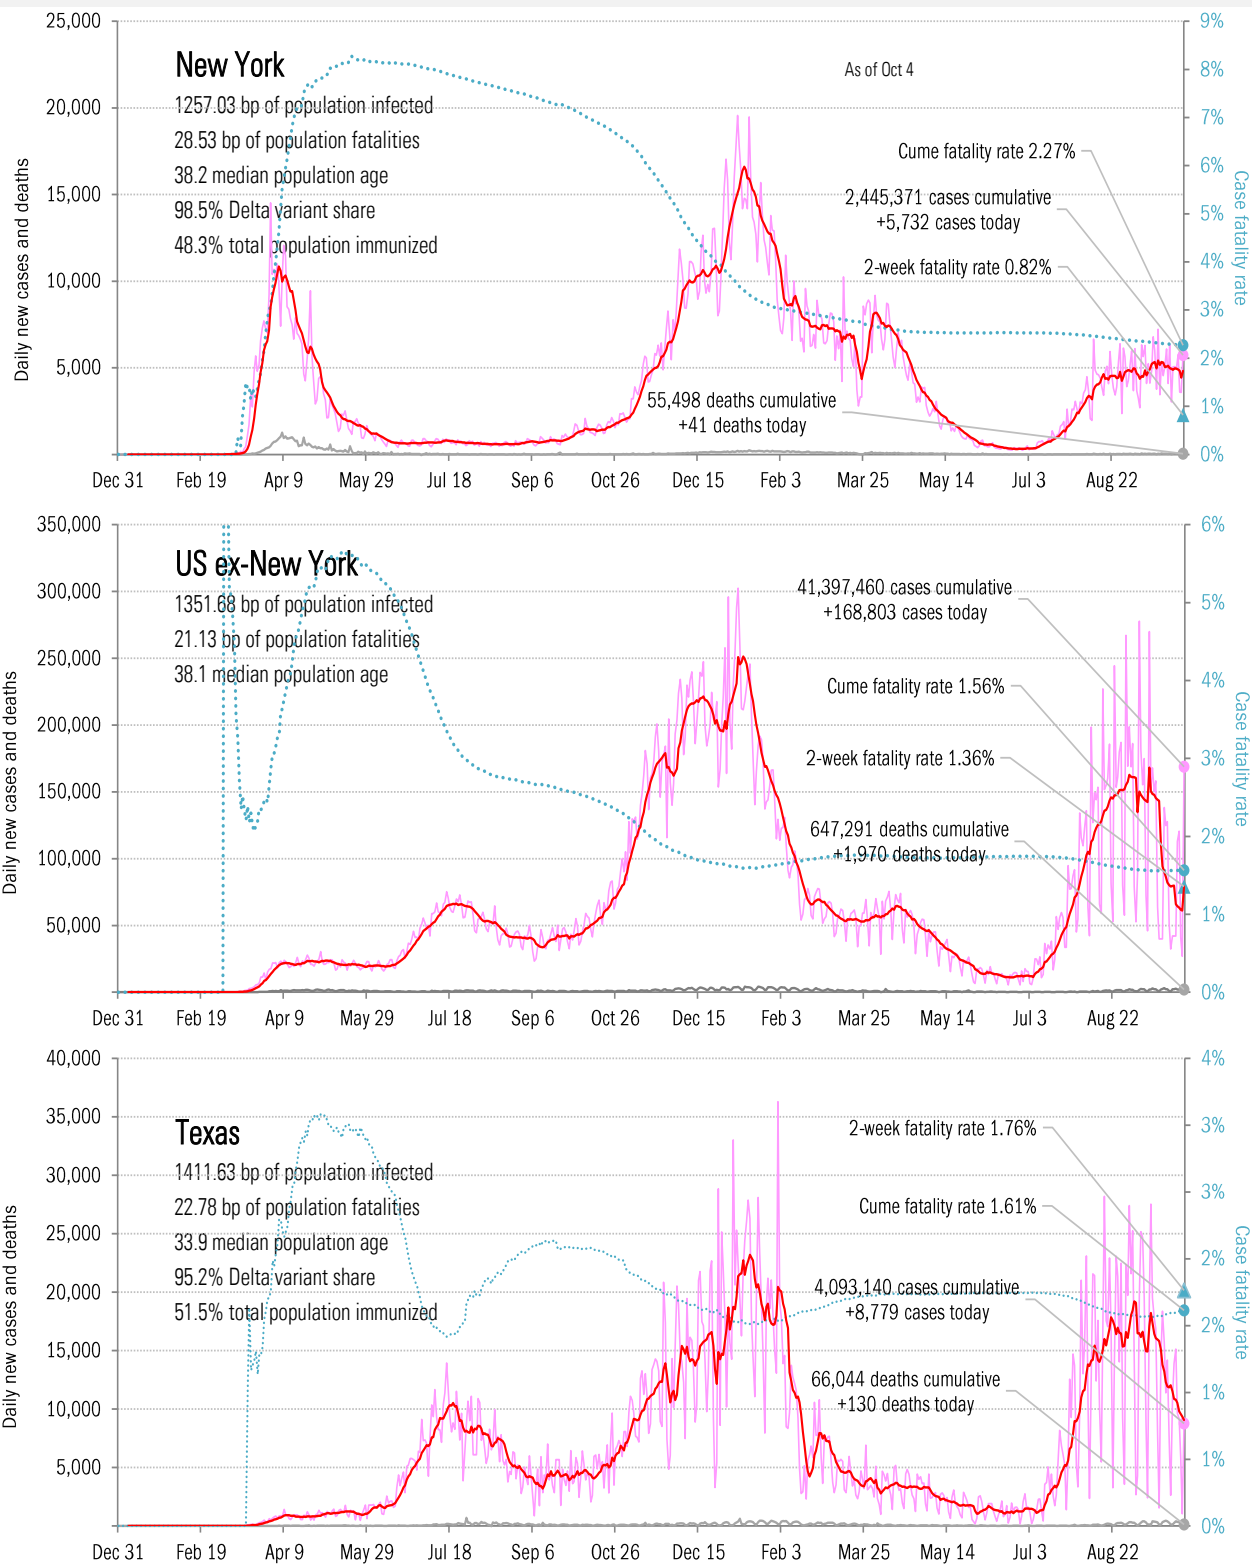 25,000
20,000
15,000
10,000
5,000
9%
8%
7%
6%
5%
4%
3%
2%
1%
0%
Daily new cases and deaths
Case fatality rate
New York
1257.03 bp of population infected
28.53 bp of population fatalities
38.2 median population age
98.5% Delta variant share
48.3% total population immunized
As of Oct 4
Cume fatality rate 2.27%
2,445,371 cases cumulative
+5,732 cases today
2-week fatality rate 0.82%
55,498 deaths cumulative
+41 deaths today
Dec 31 Feb 19 Apr 9 May 29 Jul 18 Sep 6 Oct 26 Dec 15 Feb 3 Mar 25 May 14 Jul 3 Aug 22
350,000
300,000
250,000
200,000
150,000
100,000
50,000
6%
5%
4%
3%
2%
1%
0%
Daily new cases and deaths
Case fatality rate
US ex-New York
1351.68 bp of population infected
21.13 bp of population fatalities
38.1 median population age
41,397,460 cases cumulative
+168,803 cases today
Cume fatality rate 1.56%
2-week fatality rate 1.36%
647,291 deaths cumulative
+1,970 deaths today
Dec 31 Feb 19 Apr 9 May 29 Jul 18 Sep 6 Oct 26 Dec 15 Feb 3 Mar 25 May 14 Jul 3 Aug 22
40,000
35,000
30,000
25,000
20,000
15,000
10,000
5,000
4%
3%
3%
2%
2%
1%
1%
0%
Daily new cases and deaths
Case fatality rate
Texas
1411.63 bp of population infected
22.78 bp of population fatalities
33.9 median population age
95.2% Delta variant share
51.5% total population immunized
2-week fatality rate 1.76%
Cume fatality rate 1.61%
4,093,140 cases cumulative
+8,779 cases today
66,044 deaths cumulative
+130 deaths today
Dec 31 Feb 19 Apr 9 May 29 Jul 18 Sep 6 Oct 26 Dec 15 Feb 3 Mar 25 May 14 Jul 3 Aug 22